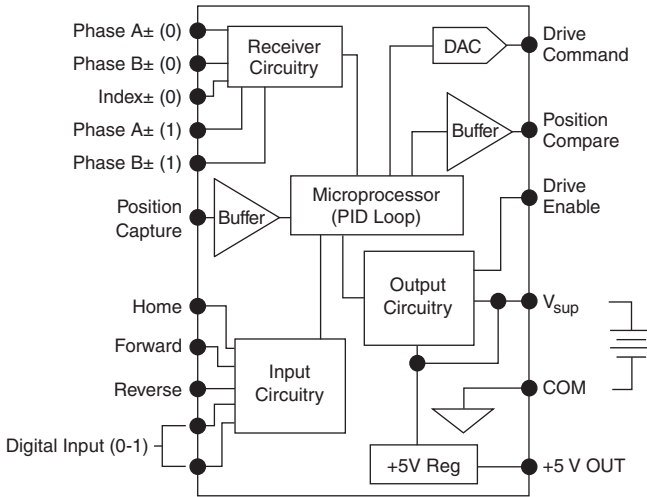 Phase A± (0)
Phase B± (0)
Index± (0)
Phase A± (1)
Phase B± (1)
Position
Capture
Home
Forward
Reverse
Digital Input (0-1)
Receiver
Circuitry
Buffer
Microprocessor
(PID Loop)
Input
Circuitry
DAC
Buffer
Output
Circuitry
+5V Reg
Drive
Command
Position
Compare
Drive
Enable
Vsup
COM
+5 V OUT